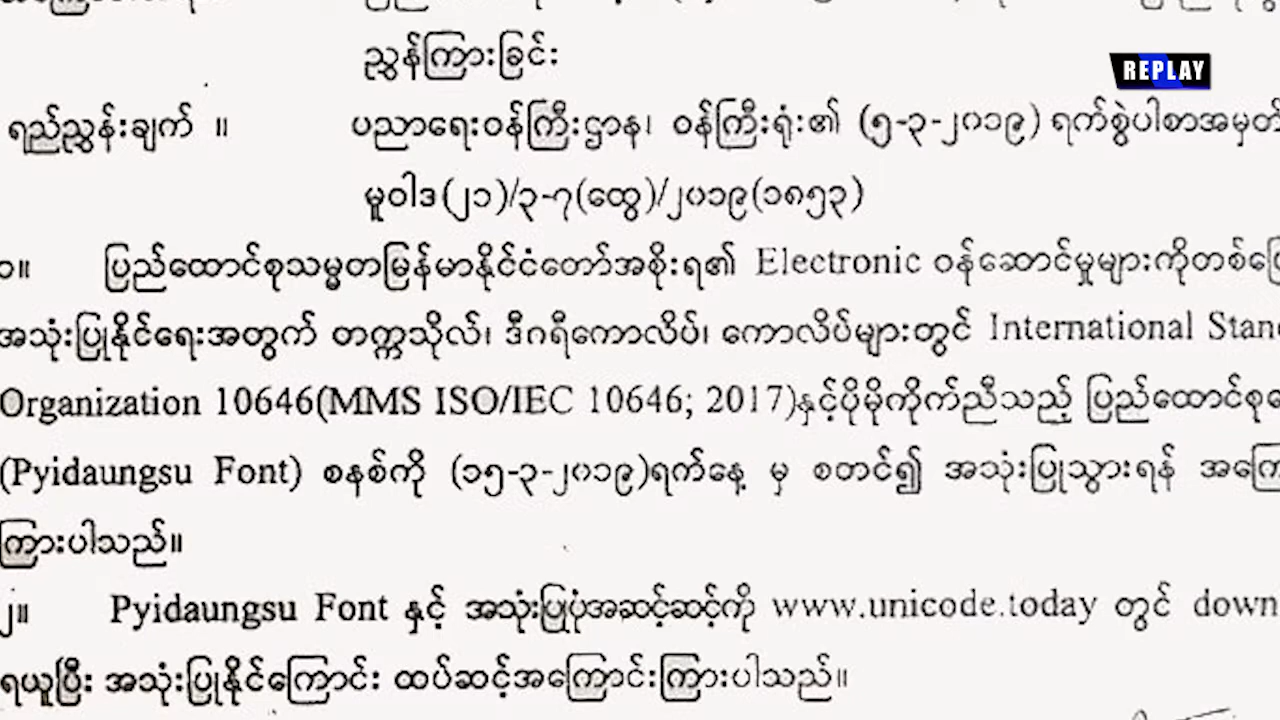 ညွှန်ကြားခြင်း
REPLAY
ရည်ညွှန်းချက် ။ ပညာရေးဝန်ကြီးဌာန၊ ဝန်ကြီးရုံး၏ (၅-၃-၂၀၁၉) ရက်စွဲပါစာအမှတ်
မူဝါဒ(၂၁)/၃-၇(ထွေ)/၂၀၁၉(၁၈၅၃)
၁။ ပြည်ထောင်စုသမ္မတမြန်မာနိုင်ငံတော်အစိုးရ၏ Electronic ဝန်ဆောင်မှုများကိုတစ်ပြေ
အသုံးပြုနိုင်ရေးအတွက် တက္ကသိုလ်၊ ဒီဂရီကောလိပ်၊ ကောလိပ်များတွင် International Stan
Organization 10646(MMS ISO/IEC 10646; 2017)နှင့်ပိုမိုကိုက်ညီသည့် ပြည်ထောင်စု
(Pyidaungsu Font) စနစ်ကို (၁၅-၃-၂၀၁၉)ရက်နေ့ မှ စတင်၍ အသုံးပြုသွားရန် အကြေ
ကြားပါသည်။
၂။ Pyidaungsu Font နှင့် အသုံးပြုပုံအဆင့်ဆင့်ကို www.unicode.today တွင် down
ရယူပြီး အသုံးပြုနိုင်ကြောင်း ထပ်ဆင့်အကြောင်းကြားပါသည်။